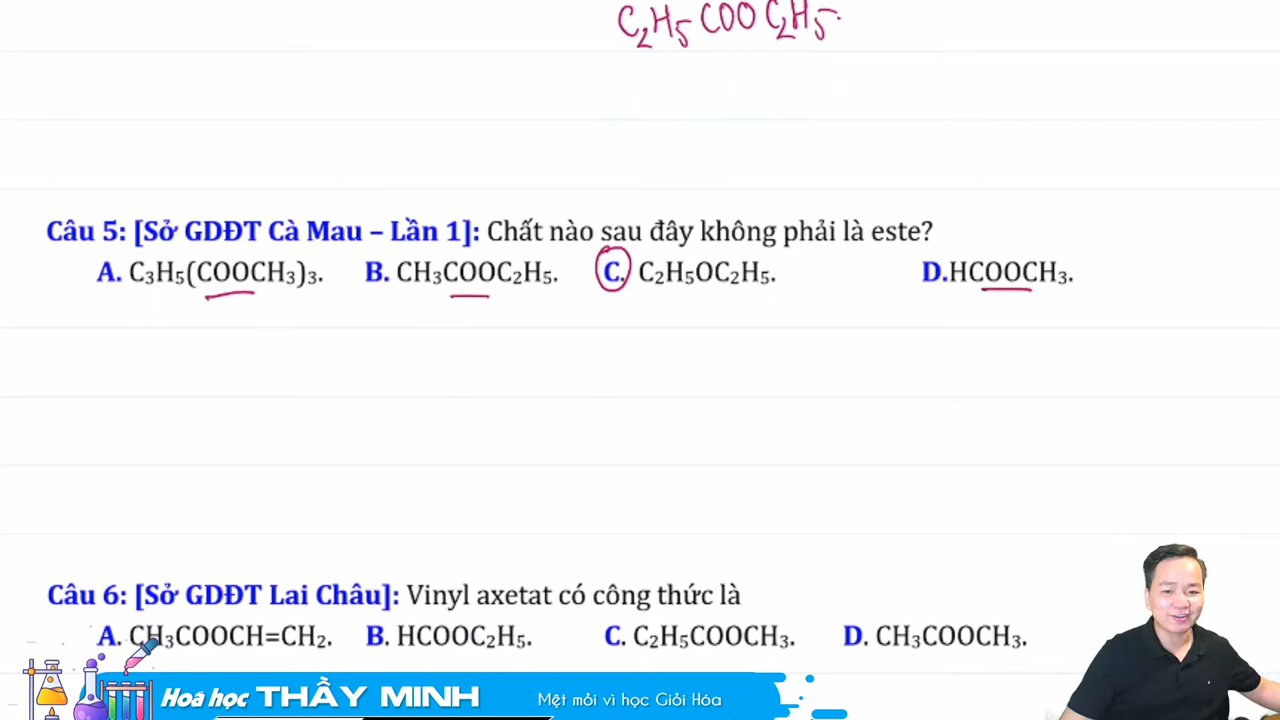 C₂H₅COOC₂H₅.
Câu 5: [Sở GDĐT Cà Mau – Lần 1]: Chất nào sau đây không phải là este?
A. C₃H₅(COOCH₃)₃. B. CH₃COOC₂H₅. C. C₂H₅OC₂H₅. D.HCOOCH₃.
Câu 6: [Sở GDĐT Lai Châu]: Vinyl axetat có công thức là
A. CH₃COOCH=CH₂. B. HCOOC₂H₅. C. C₂H₅COOCH₃. D. CH₃COOCH₃.
Hoá học THẦY MINH Mệt mỏi vì học Giỏi Hóa